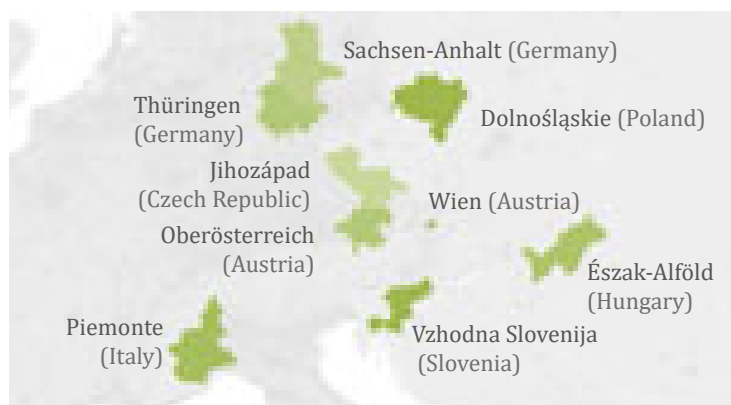 Sachsen-Anhalt (Germany)
Thüringen
(Germany)
Dolnośląskie (Poland)
Jihozápad
(Czech Republic)
Wien (Austria)
Oberösterreich
(Austria)
Észak-Alföld
(Hungary)
Piemonte
(Italy)
Vzhodna Slovenija
(Slovenia)